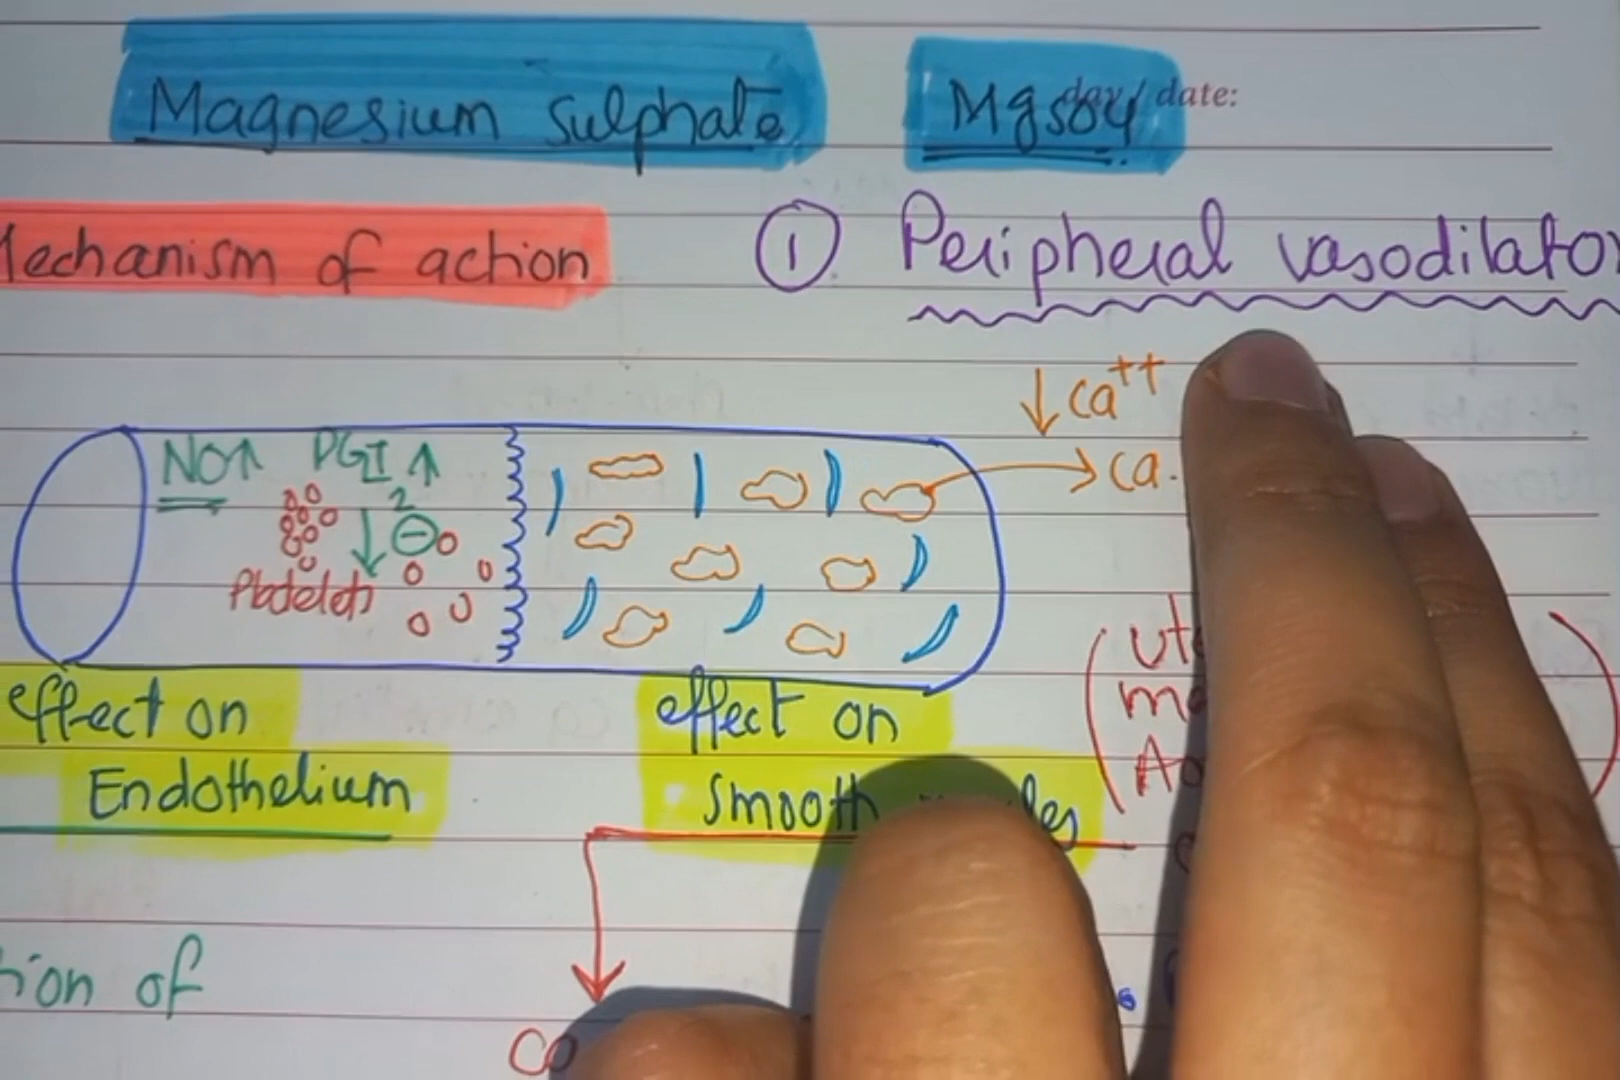 Magnesium sulphate MgSO4
day / date:
Mechanism of action ① Peripheral vasodilator
↓ Ca++
NO↑ PGI2 ↑
→ Ca
↓ ⊖
Platelets
effect on
Endothelium
effect on
Smooth
tion of